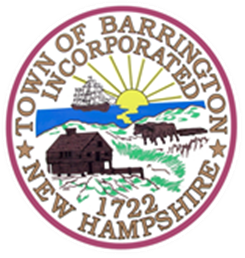 TOWN OF BARRINGTON
INCORPORATED
1722
NEW HAMPSHIRE